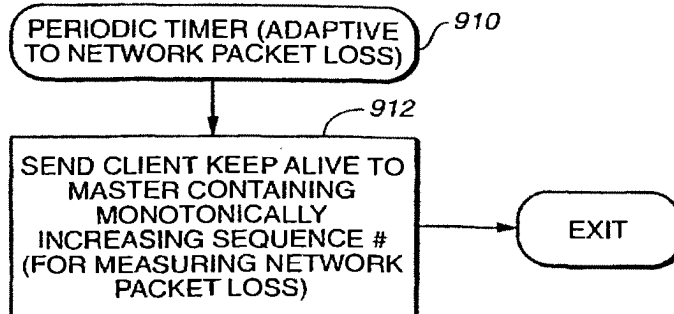 PERIODIC TIMER (ADAPTIVE
TO NETWORK PACKET LOSS)
910
912
SEND CLIENT KEEP ALIVE TO
MASTER CONTAINING
MONOTONICALLY
INCREASING SEQUENCE #
(FOR MEASURING NETWORK
PACKET LOSS)
EXIT